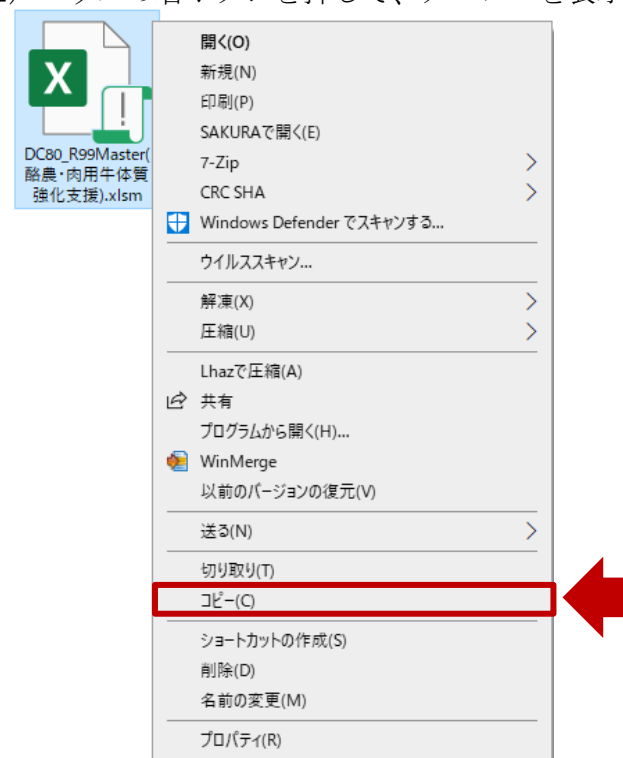 開く(O)
新規(N)
印刷(P)
SAKURAで開く(E)
7-Zip
CRC SHA
Windows Defender でスキャンする...
ウイルススキャン...
解凍(X)
圧縮(U)
Lhazで圧縮(A)
共有
プログラムから開く(H)...
WinMerge
以前のバージョンの復元(V)
送る(N)
切り取り(T)
コピー(C)
ショートカットの作成(S)
削除(D)
名前の変更(M)
プロパティ(R)
X
DC80_R99Master(
酪農・肉用牛体質
強化支援).xlsm